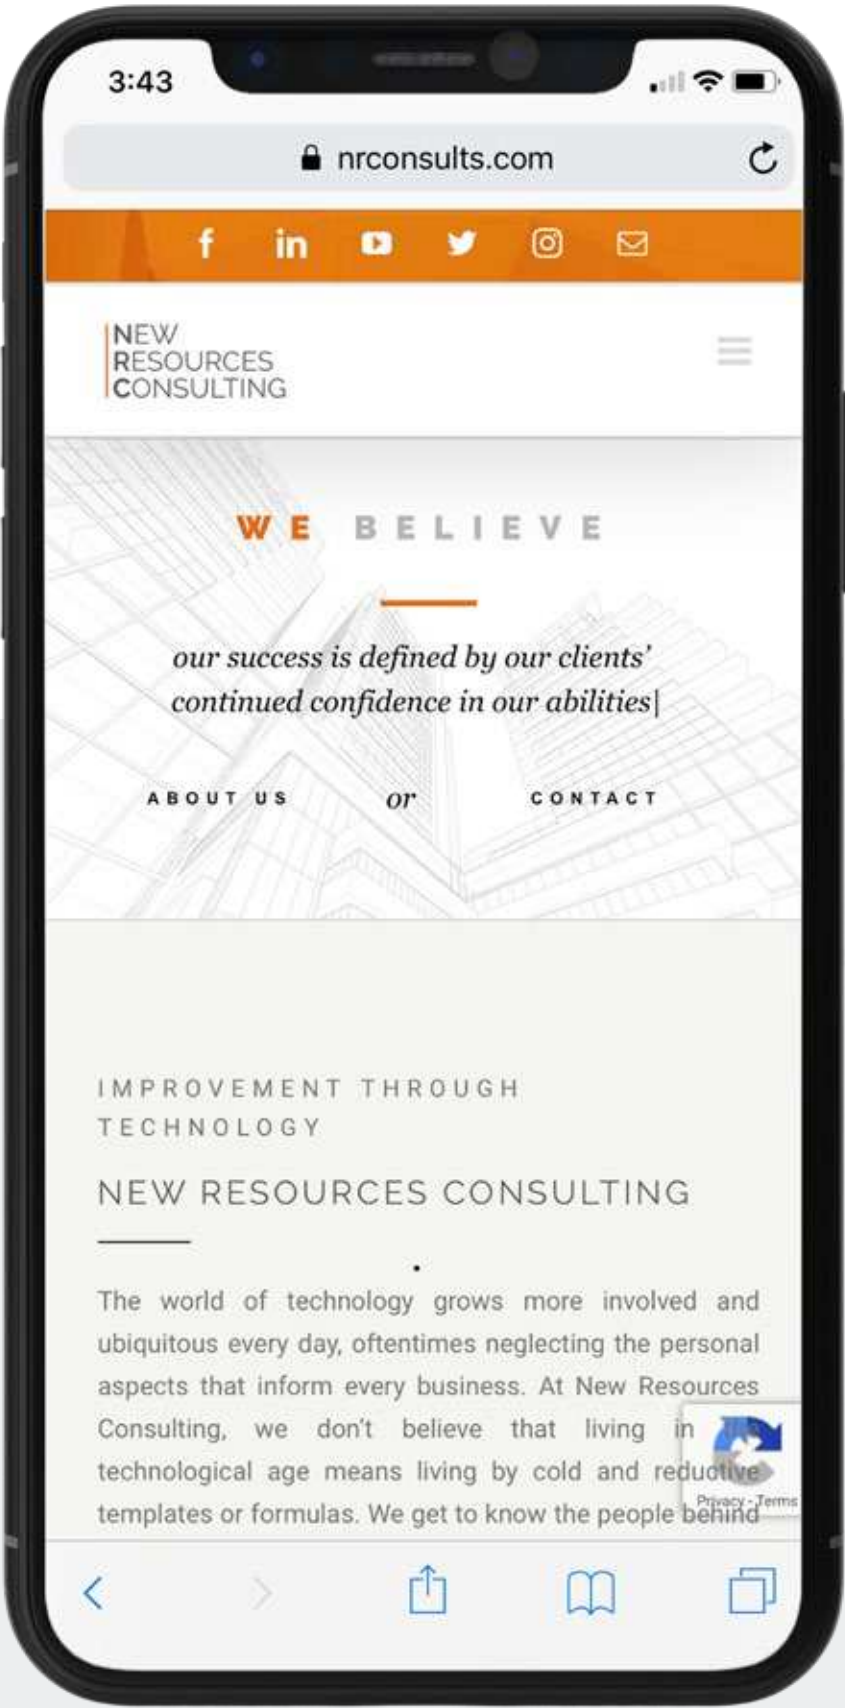 3:43
nrconsults.com
NEW
RESOURCES
CONSULTING
WE BELIEVE
our success is defined by our clients’
continued confidence in our abilities|
ABOUT US or CONTACT
IMPROVEMENT THROUGH
TECHNOLOGY
NEW RESOURCES CONSULTING
The world of technology grows more involved and
ubiquitous every day, oftentimes neglecting the personal
aspects that inform every business. At New Resources
Consulting, we don't believe that living in
technological age means living by cold and reductive
templates or formulas. We get to know the people behind
Privacy - Terms